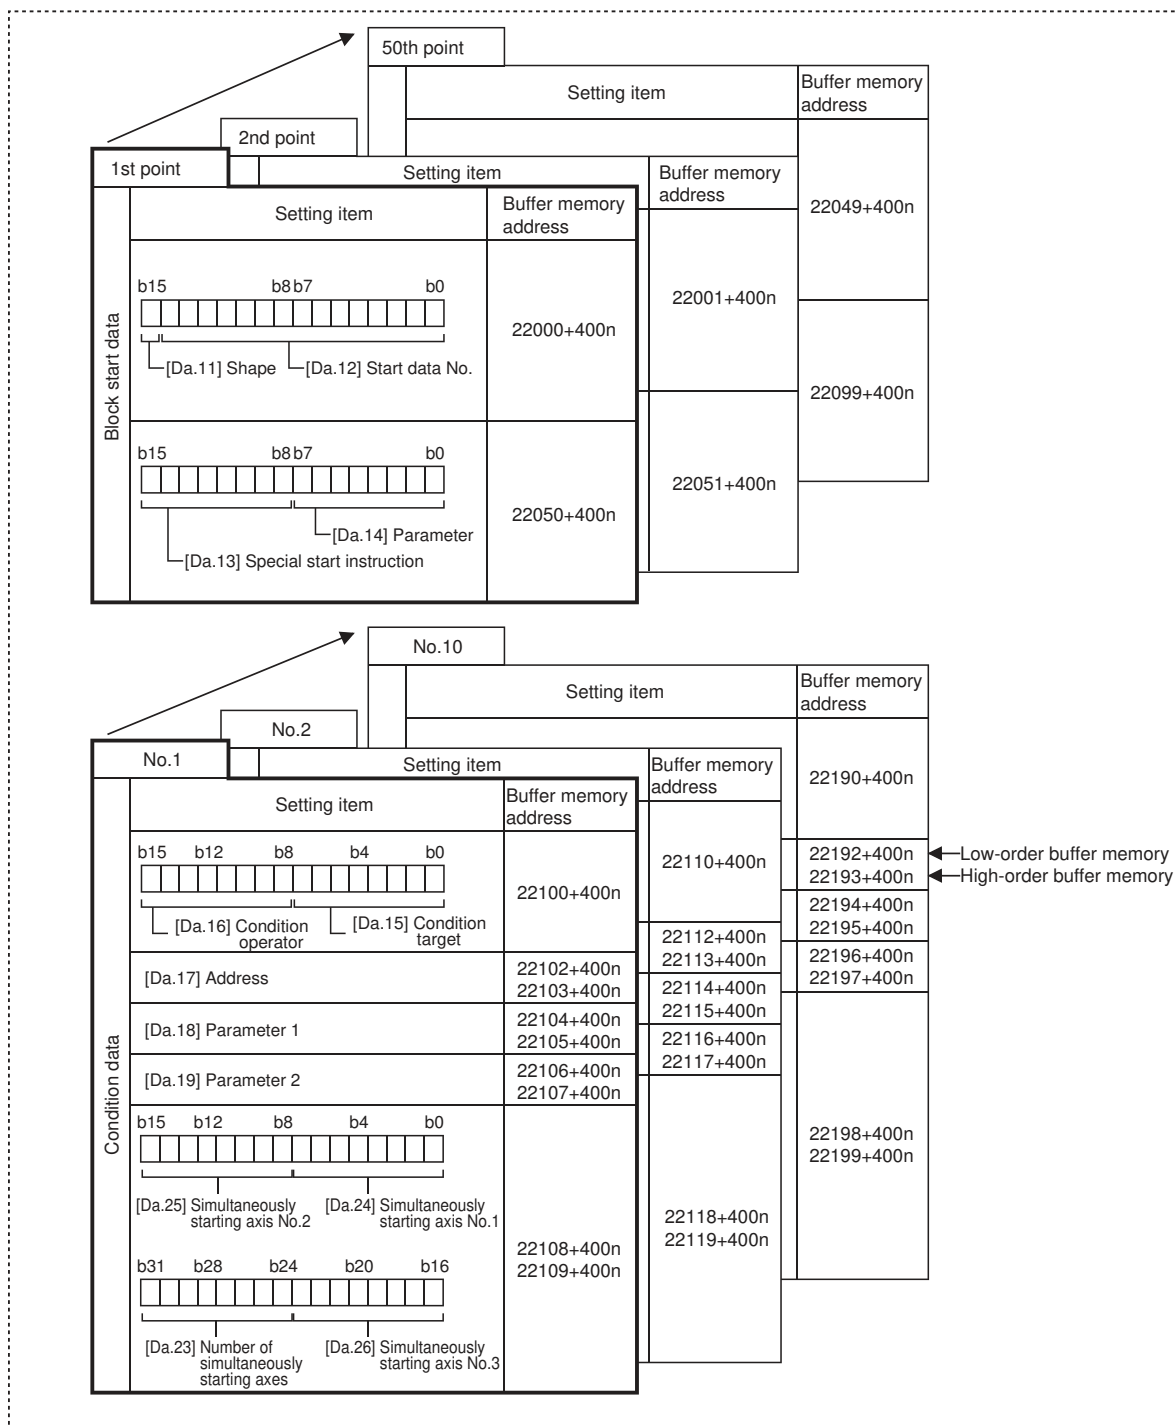 50th point
Setting item
Buffer memory
address
22049+400n
22099+400n
2nd point
Setting item
Buffer memory
address
22001+400n
22051+400n
1st point
Block start data
Setting item
Buffer memory
address
b15 b8 b7 b0
[Da.11] Shape [Da.12] Start data No.
22000+400n
b15 b8 b7 b0
[Da.14] Parameter
[Da.13] Special start instruction
22050+400n
No.10
Setting item
Buffer memory
address
22190+400n
22192+400n
Low-order buffer memory
22193+400n
High-order buffer memory
22194+400n
22195+400n
22196+400n
22197+400n
22198+400n
22199+400n
No.2
Setting item
Buffer memory
address
22110+400n
22112+400n
22113+400n
22114+400n
22115+400n
22116+400n
22117+400n
22118+400n
22119+400n
No.1
Condition data
Setting item
Buffer memory
address
b15 b12 b8 b4 b0
[Da.16] Condition
operator
[Da.15] Condition
target
22100+400n
[Da.17] Address
22102+400n
22103+400n
[Da.18] Parameter 1
22104+400n
22105+400n
[Da.19] Parameter 2
22106+400n
22107+400n
b15 b12 b8 b4 b0
[Da.25] Simultaneously
starting axis No.2
[Da.24] Simultaneously
starting axis No.1
b31 b28 b24 b20 b16
[Da.23] Number of
simultaneously
starting axes
[Da.26] Simultaneously
starting axis No.3
22108+400n
22109+400n